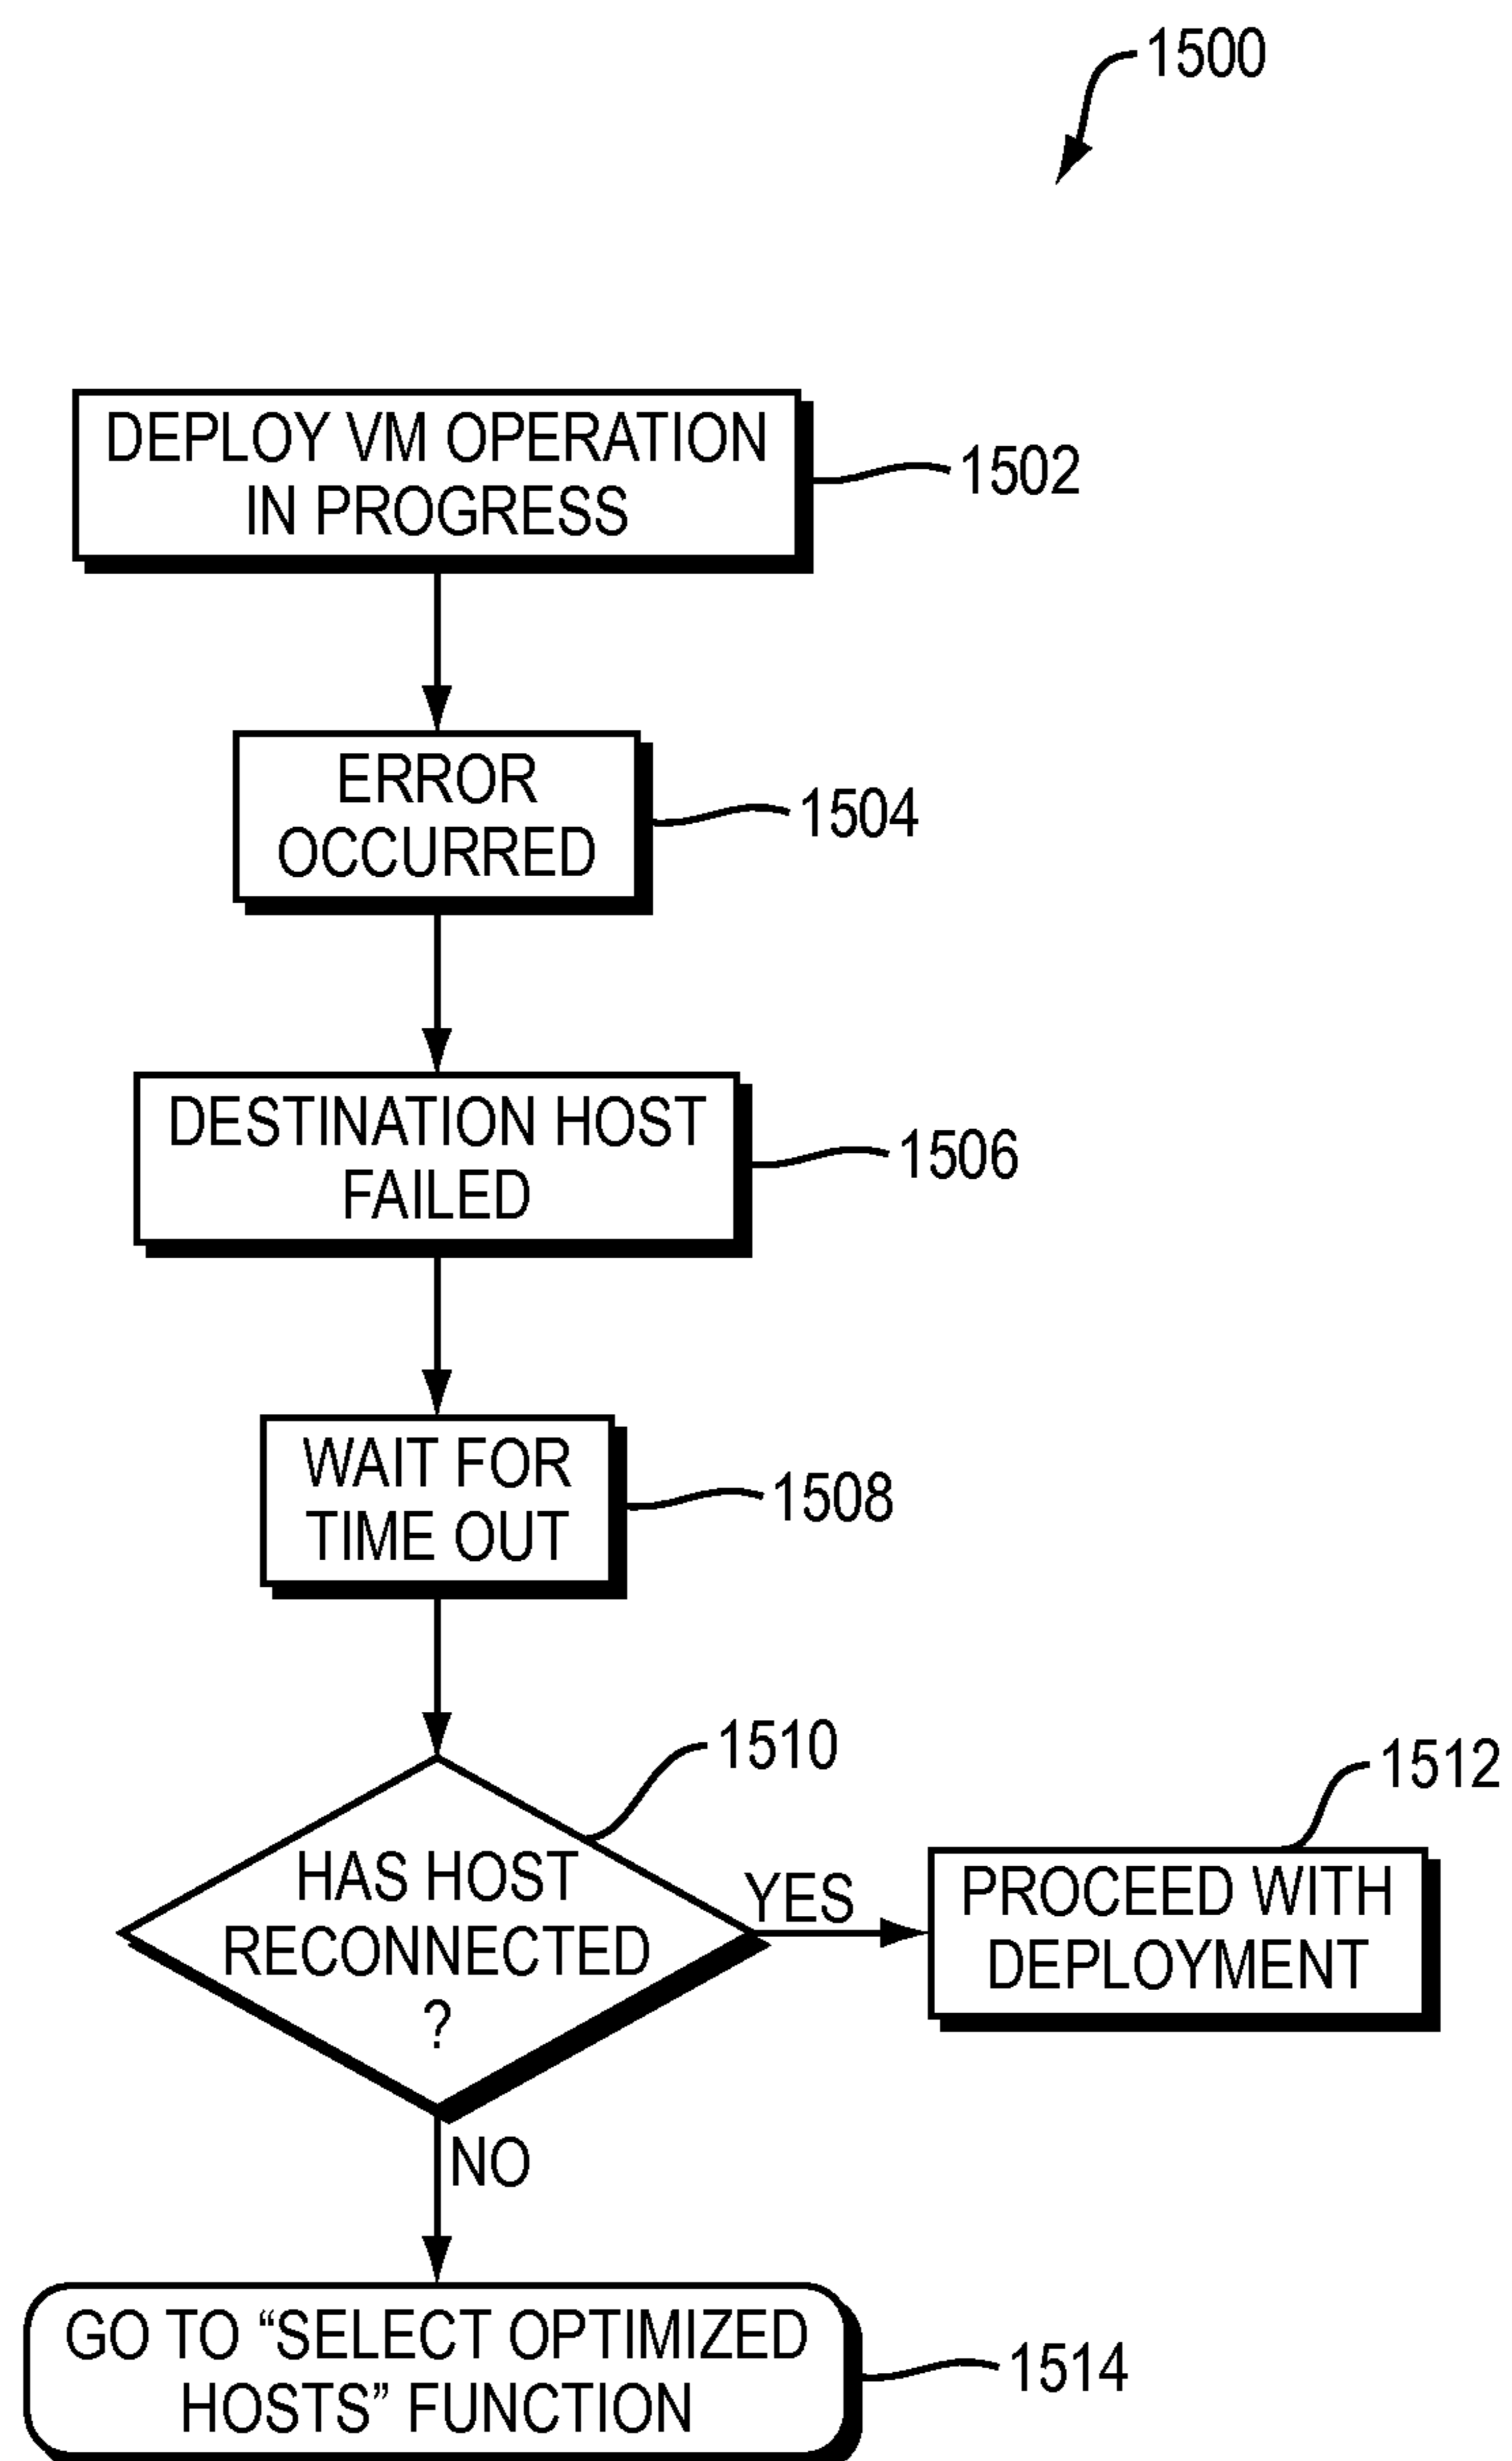 1500
DEPLOY VM OPERATION
IN PROGRESS
1502
ERROR
OCCURRED
1504
DESTINATION HOST
FAILED
1506
WAIT FOR
TIME OUT
1508
1510
HAS HOST
RECONNECTED
?
YES
1512
PROCEED WITH
DEPLOYMENT
NO
GO TO “SELECT OPTIMIZED
HOSTS” FUNCTION
1514